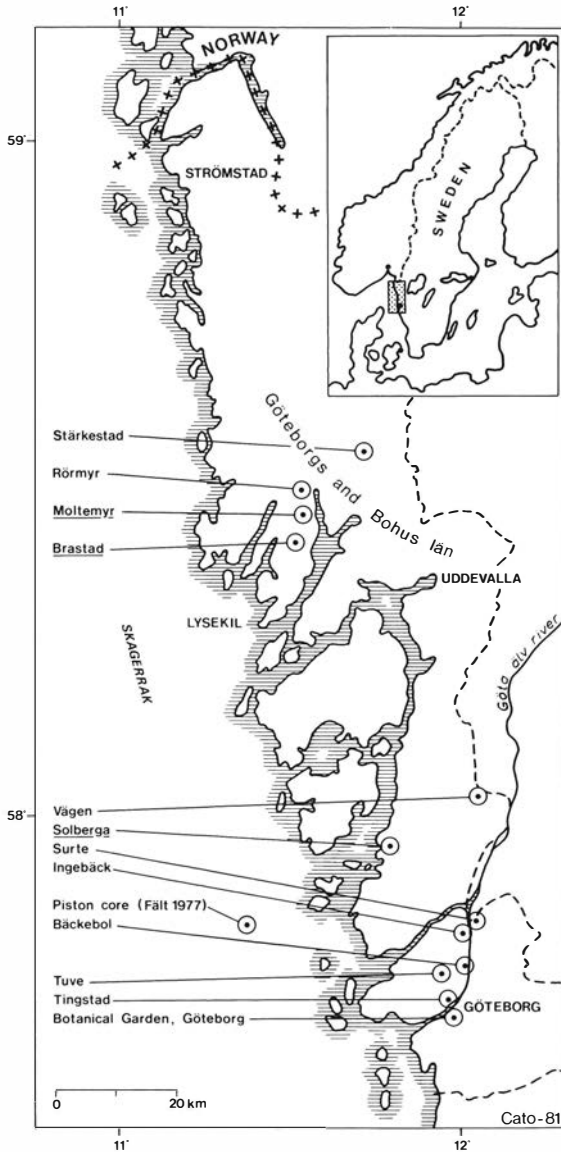 11°
12°
NORWAY
59°
STRÖMSTAD
SWEDEN
Göteborgs and Bohus län
Stärkestad
Rörmyr
Moltemyr
Brastad
UDDEVALLA
LYSEKIL
SKAGERRAK
Göta älv river
58°
Vägen
Solberga
Surte
Ingebäck
Piston core (Fält 1977)
Bäckebol
Tuve
Tingstad
GÖTEBORG
Botanical Garden, Göteborg
0 20 km
Cato-81
11°
12°